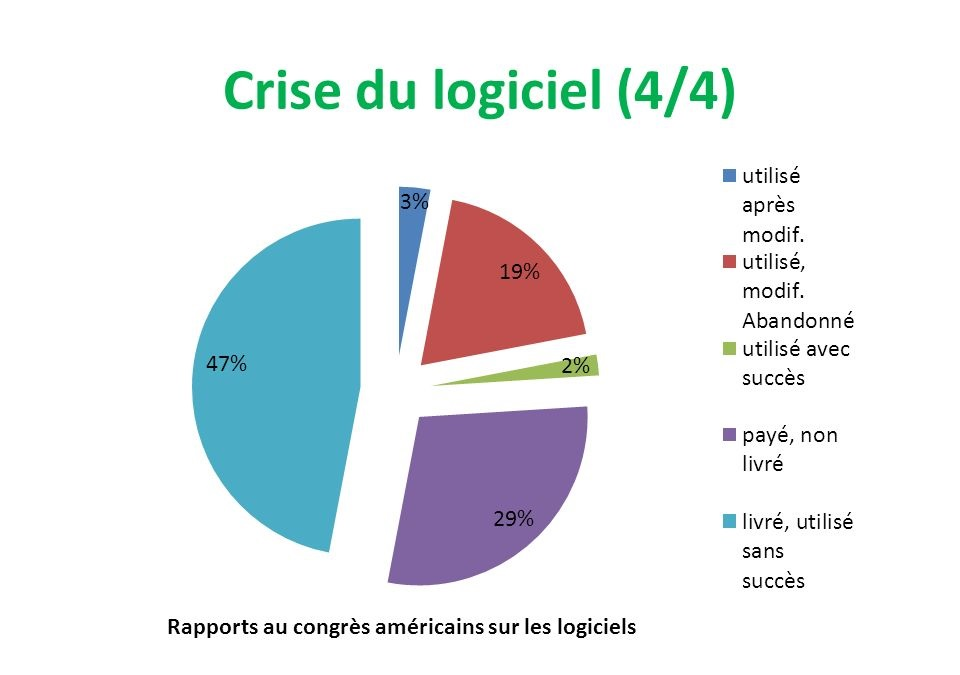 Crise du logiciel (4/4)
3%
19%
2%
29%
47%
utilisé
après
modif.
utilisé,
modif.
Abandonné
utilisé avec
succès
payé, non
livré
livré, utilisé
sans
succès
Rapports au congrès américains sur les logiciels